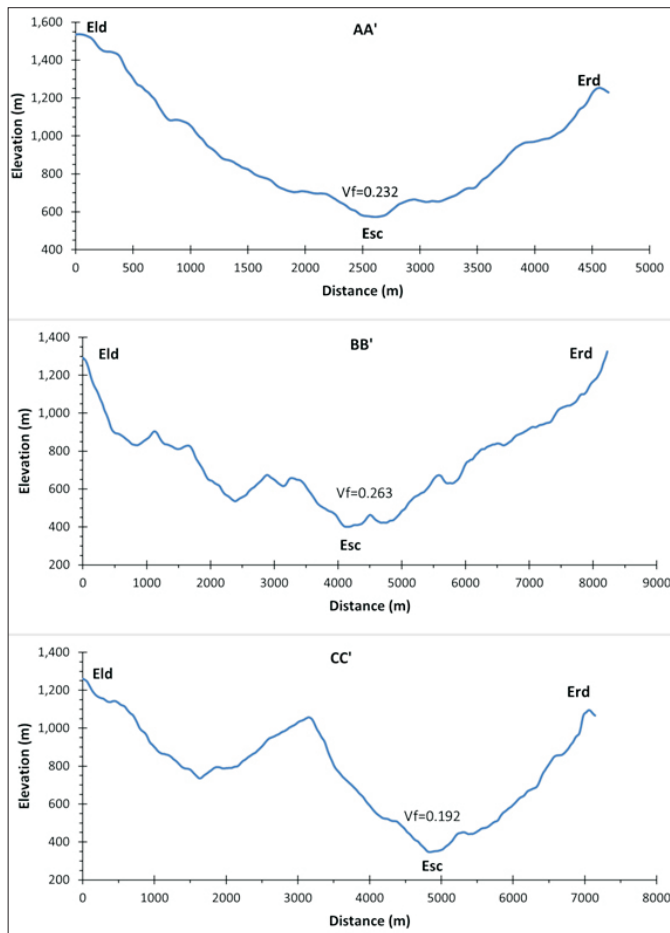 AA'
Eld
Erd
Vf=0.232
Esc
Elevation (m)
1,600
1,400
1,200
1,000
800
600
400
0 500 1000 1500 2000 2500 3000 3500 4000 4500 5000
Distance (m)
BB'
Eld
Erd
Vf=0.263
Esc
Elevation (m)
1,400
1,200
1,000
800
600
400
200
0 1000 2000 3000 4000 5000 6000 7000 8000 9000
Distance (m)
CC'
Eld
Erd
Vf=0.192
Esc
Elevation (m)
1,400
1,200
1,000
800
600
400
200
0 1000 2000 3000 4000 5000 6000 7000 8000
Distance (m)